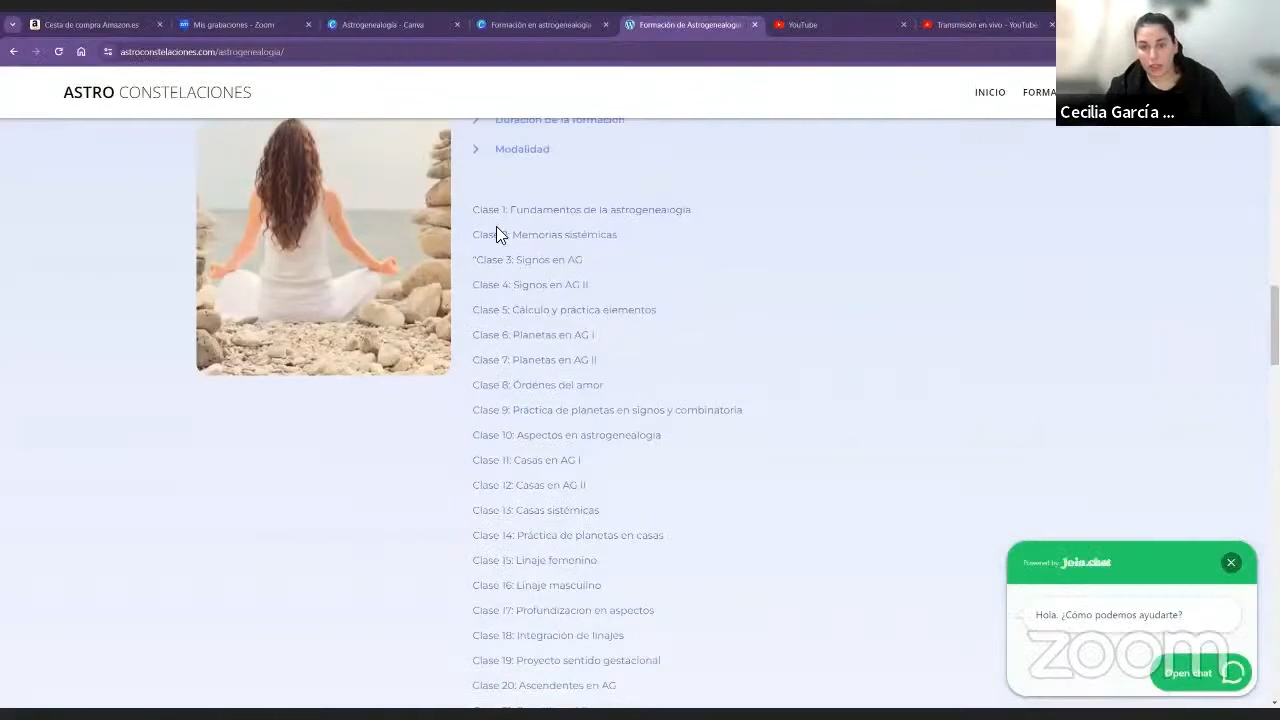 Cesta de compra Amazon.es
Mis grabaciones - Zoom
Astrogenealogía - Canva
Formación en astrogenealogía
Formación de Astrogenealogí
YouTube
Transmisión en vivo - YouTube
astroconstelaciones.com/astrogenealogia/
ASTRO CONSTELACIONES
INICIO
FORMA
Cecilia García ...
Duración de la formación
Modalidad
Clase 1: Fundamentos de la astrogenealogía
Clase 2: Memorias sistémicas
"Clase 3: Signos en AG
Clase 4: Signos en AG II
Clase 5: Cálculo y práctica elementos
Clase 6: Planetas en AG I
Clase 7: Planetas en AG II
Clase 8: Órdenes del amor
Clase 9: Práctica de planetas en signos y combinatoria
Clase 10: Aspectos en astrogenealogía
Clase 11: Casas en AG I
Clase 12: Casas en AG II
Clase 13: Casas sistémicas
Clase 14: Práctica de planetas en casas
Clase 15: Linaje femenino
Clase 16: Linaje masculino
Clase 17: Profundización en aspectos
Clase 18: Integración de linajes
Clase 19: Proyecto sentido gestacional
Clase 20: Ascendentes en AG
Powered by Join.chat
Hola. ¿Cómo podemos ayudarte?
zoom
Open chat